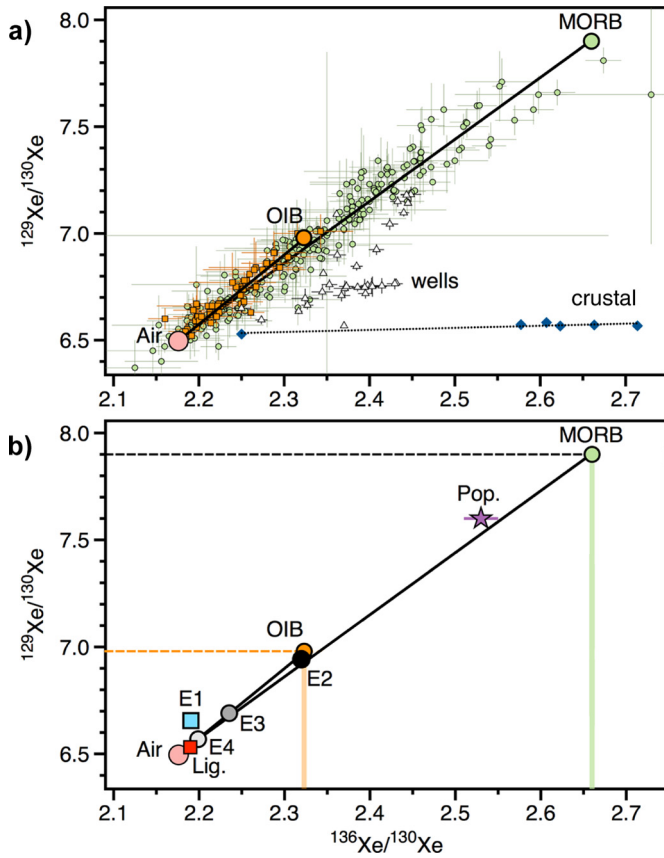 a)
8.0
7.5
7.0
6.5
129Xe/130Xe
MORB
OIB
wells
crustal
Air
2.1 2.2 2.3 2.4 2.5 2.6 2.7
b)
8.0
7.5
7.0
6.5
129Xe/130Xe
MORB
Pop.
OIB
E2
E1
E3
E4
Air
Lig.
2.1 2.2 2.3 2.4 2.5 2.6 2.7
136Xe/130Xe